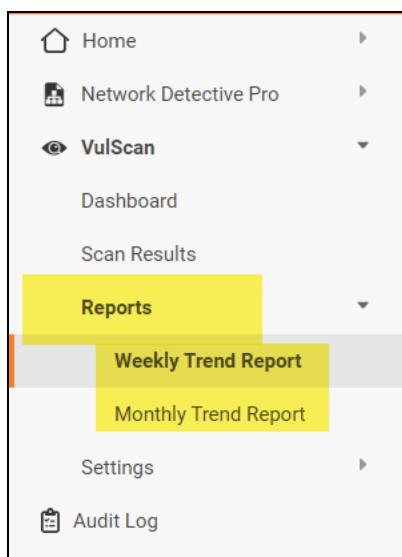 Home
Network Detective Pro
VulScan
Dashboard
Scan Results
Reports
Weekly Trend Report
Monthly Trend Report
Settings
Audit Log